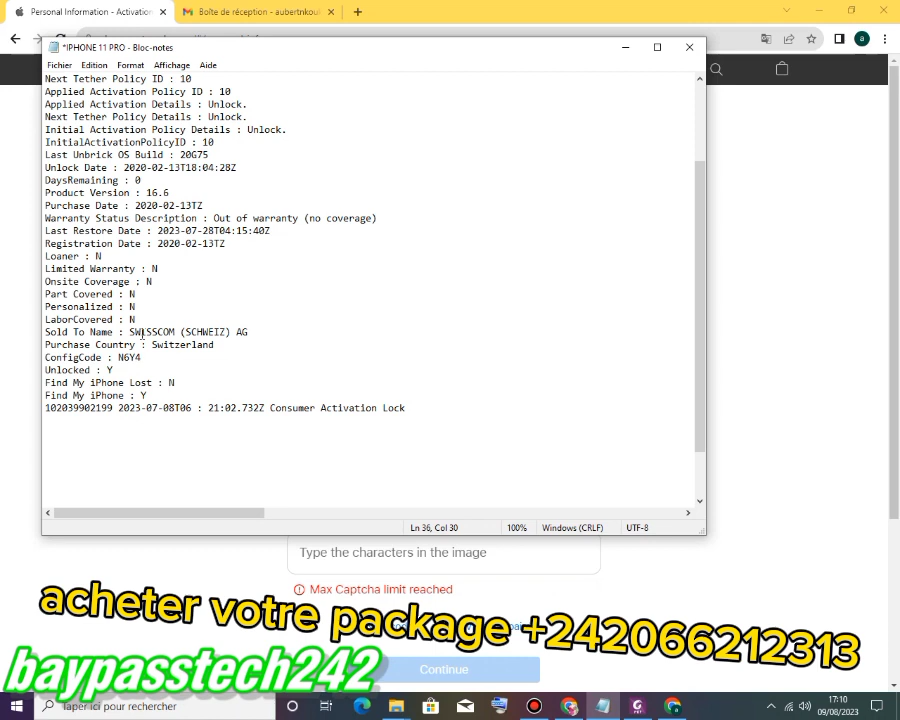 Personal Information - Activation
Boîte de réception - aubertnkoul
*IPHONE 11 PRO - Bloc-notes
Fichier Edition Format Affichage Aide
Next Tether Policy ID : 10
Applied Activation Policy ID : 10
Applied Activation Details : Unlock.
Next Tether Policy Details : Unlock.
Initial Activation Policy Details : Unlock.
InitialActivationPolicyID : 10
Last Unbrick OS Build : 20G75
Unlock Date : 2020-02-13T18:04:28Z
DaysRemaining : 0
Product Version : 16.6
Purchase Date : 2020-02-13TZ
Warranty Status Description : Out of warranty (no coverage)
Last Restore Date : 2023-07-28T04:15:40Z
Registration Date : 2020-02-13TZ
Loaner : N
Limited Warranty : N
Onsite Coverage : N
Part Covered : N
Personalized : N
LaborCovered : N
Sold To Name : SWISSCOM (SCHWEIZ) AG
Purchase Country : Switzerland
ConfigCode : N6Y4
Unlocked : Y
Find My iPhone Lost : N
Find My iPhone : Y
102039902199 2023-07-08T06 : 21:02.732Z Consumer Activation Lock
Ln 36, Col 30 100% Windows (CRLF) UTF-8
Type the characters in the image
Max Captcha limit reached
acheter votre package +242066212313
baypasstech242
Continue
Taper ici pour rechercher
17:10
09/08/2023